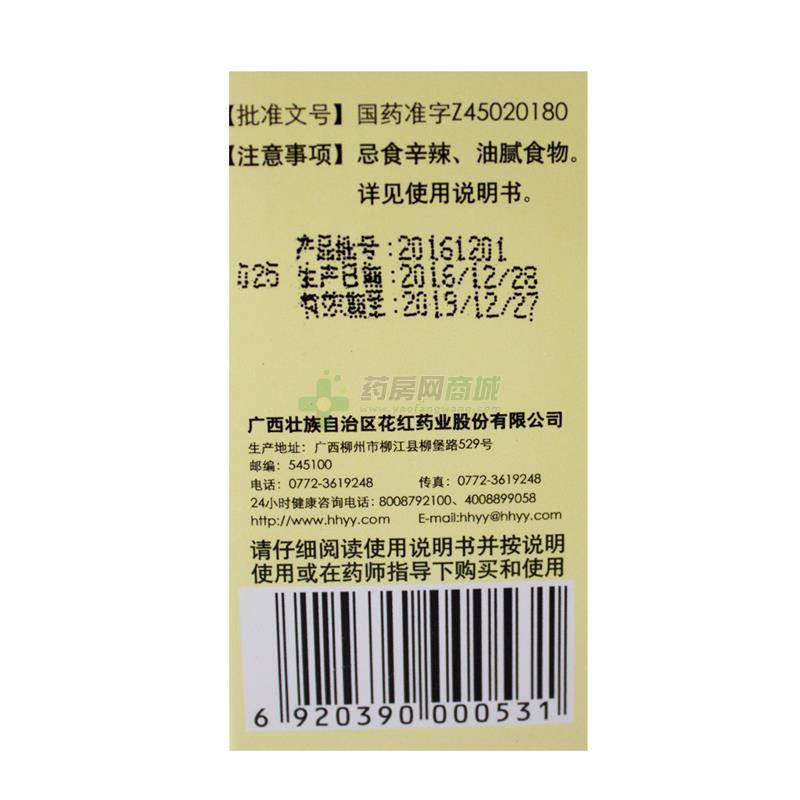 【批准文号】国药准字Z45020180
【注意事项】忌食辛辣、油腻食物。
详见使用说明书。
产品批号:20161201
025 生产日期:2016/12/28
有效期至:2019/12/27
药房网商城
www.yaofangwang.com
广西壮族自治区花红药业股份有限公司
生产地址：广西柳州市柳江县柳堡路529号
邮编：545100
电话：0772-3619248 传真：0772-3619248
24小时健康咨询电话：8008792100、4008899058
http://www.hhyy.com E-mail:hhyy@hhyy.com
请仔细阅读使用说明书并按说明
使用或在药师指导下购买和使用
6 920390 000531